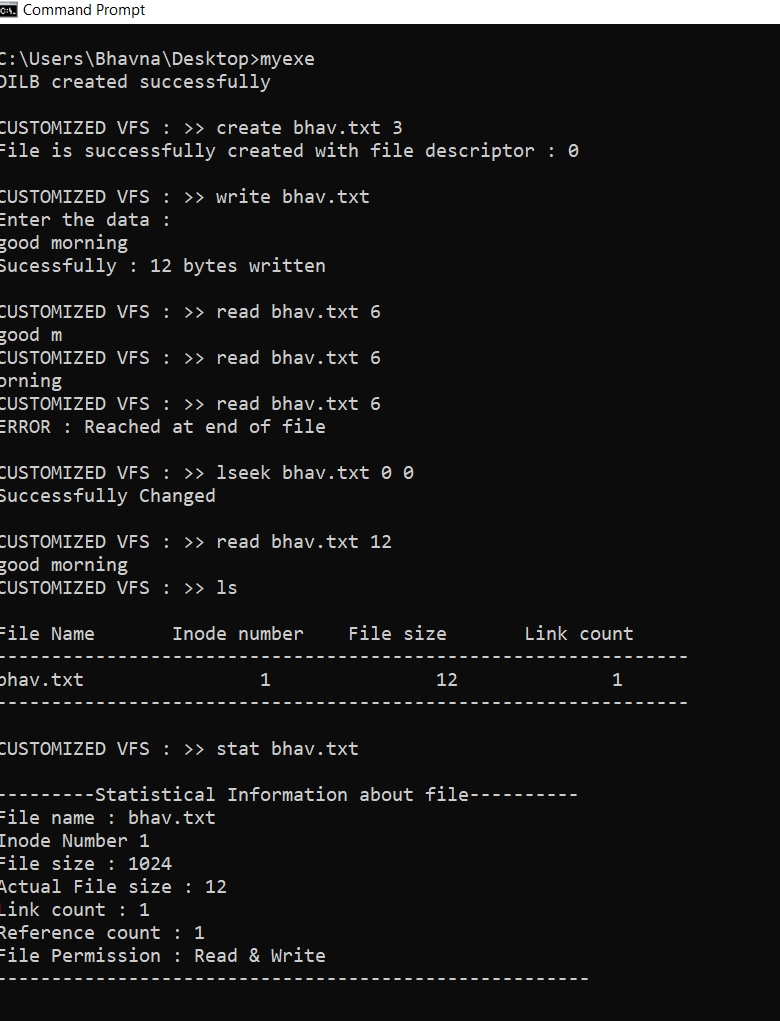 Command Prompt
C:\Users\Bhavna\Desktop>myexe
DILB created successfully
CUSTOMIZED VFS : >> create bhav.txt 3
File is successfully created with file descriptor : 0
CUSTOMIZED VFS : >> write bhav.txt
Enter the data :
good morning
Sucessfully : 12 bytes written
CUSTOMIZED VFS : >> read bhav.txt 6
good m
CUSTOMIZED VFS : >> read bhav.txt 6
orning
CUSTOMIZED VFS : >> read bhav.txt 6
ERROR : Reached at end of file
CUSTOMIZED VFS : >> lseek bhav.txt 0 0
Successfully Changed
CUSTOMIZED VFS : >> read bhav.txt 12
good morning
CUSTOMIZED VFS : >> ls
File Name Inode number File size Link count
---------------------------------------------------------------
bhav.txt 1 12 1
---------------------------------------------------------------
CUSTOMIZED VFS : >> stat bhav.txt
---------Statistical Information about file----------
File name : bhav.txt
Inode Number 1
File size : 1024
Actual File size : 12
Link count : 1
Reference count : 1
File Permission : Read & Write
------------------------------------------------------